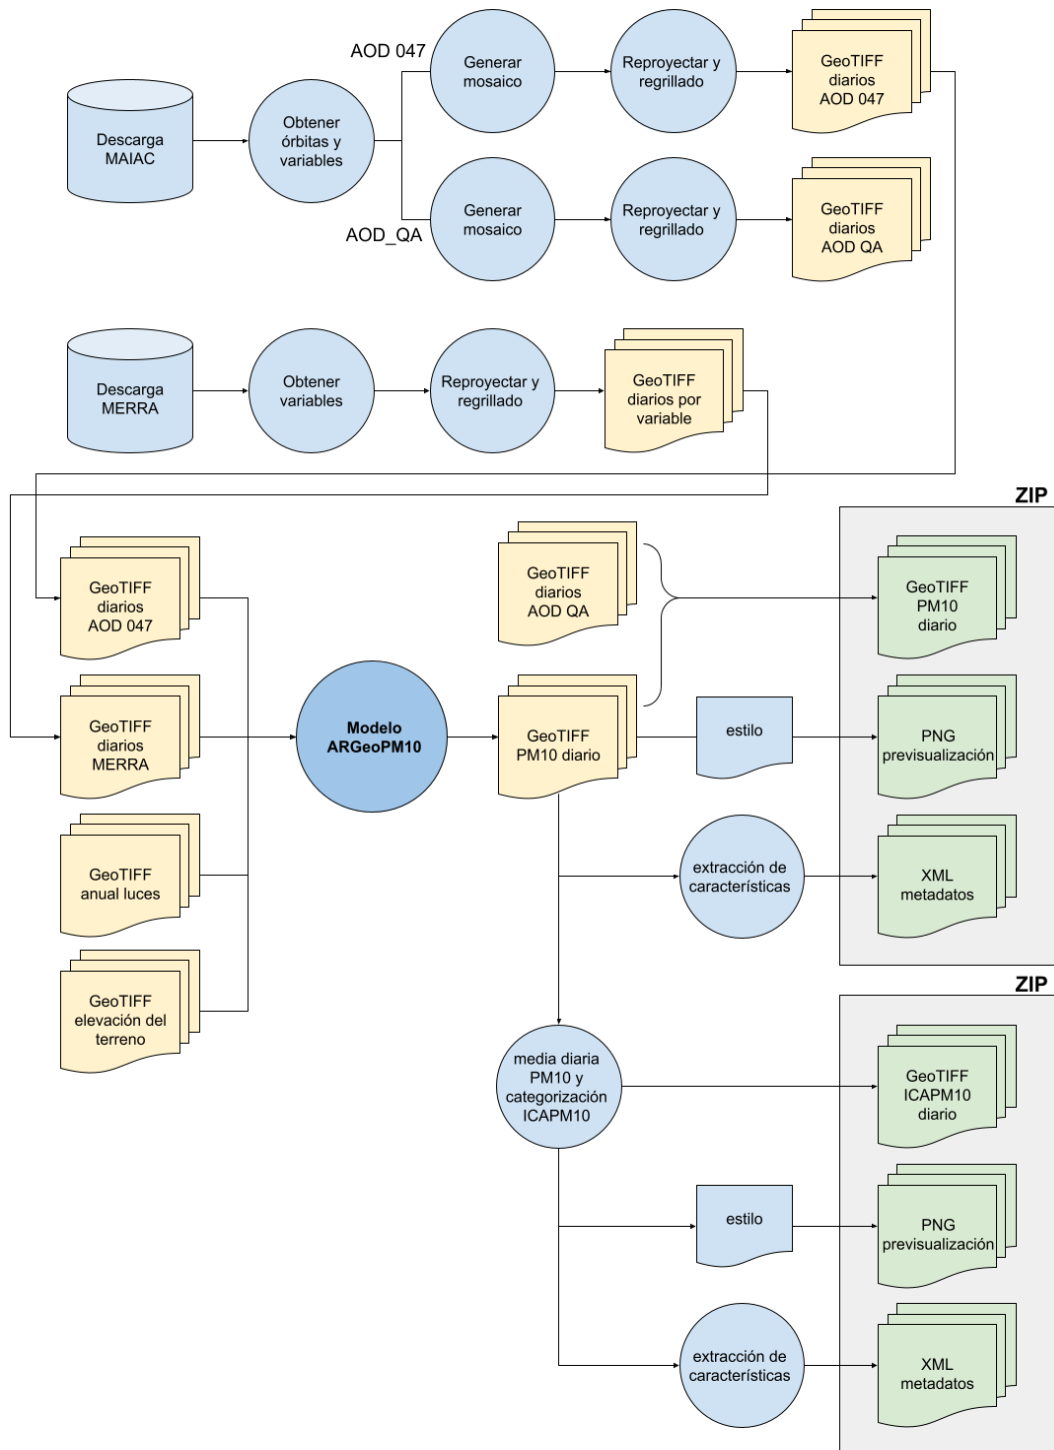 AOD 047
Generar
mosaico
Reproyectar y
regrillado
GeoTIFF
diarios
AOD 047
Descarga
MAIAC
Obtener
órbitas y
variables
AOD_QA
Generar
mosaico
Reproyectar y
regrillado
GeoTIFF
diarios
AOD QA
Descarga
MERRA
Obtener
variables
Reproyectar y
regrillado
GeoTIFF
diarios por
variable
ZIP
GeoTIFF
diarios
AOD 047
GeoTIFF
diarios
AOD QA
GeoTIFF
PM10
diario
GeoTIFF
diarios
MERRA
Modelo
ARGeoPM10
GeoTIFF
PM10 diario
estilo
PNG
previsualización
GeoTIFF
anual luces
extracción de
características
XML
metadatos
GeoTIFF
elevación del
terreno
ZIP
media diaria
PM10 y
categorización
ICAPM10
GeoTIFF
ICAPM10
diario
estilo
PNG
previsualización
extracción de
características
XML
metadatos